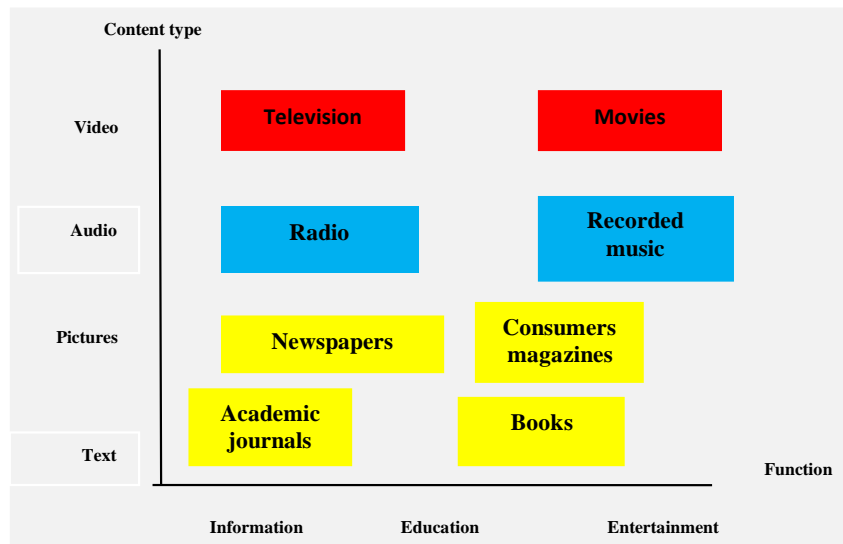 Content type
Video
Television
Movies
Audio
Radio
Recorded
music
Pictures
Newspapers
Consumers
magazines
Text
Academic
journals
Books
Function
Information
Education
Entertainment